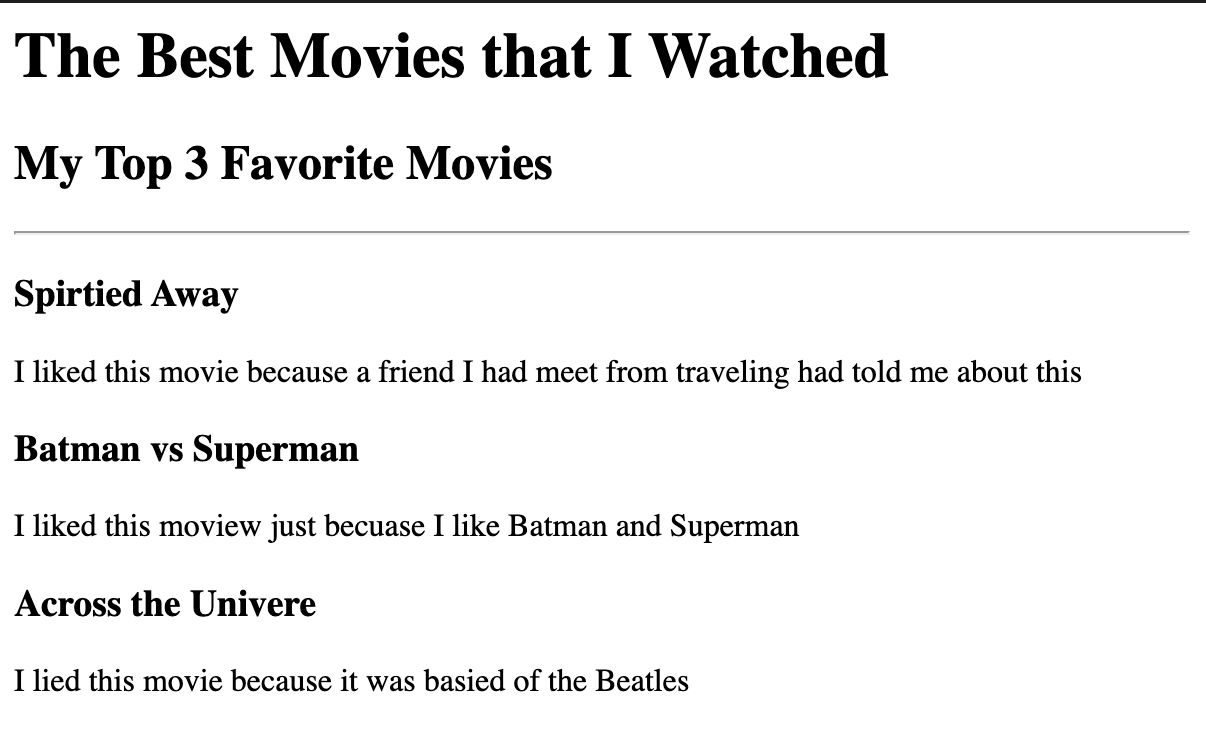 The Best Movies that I Watched
My Top 3 Favorite Movies
Spirtied Away
I liked this movie because a friend I had meet from traveling had told me about this
Batman vs Superman
I liked this moview just becuase I like Batman and Superman
Across the Univere
I lied this movie because it was basied of the Beatles